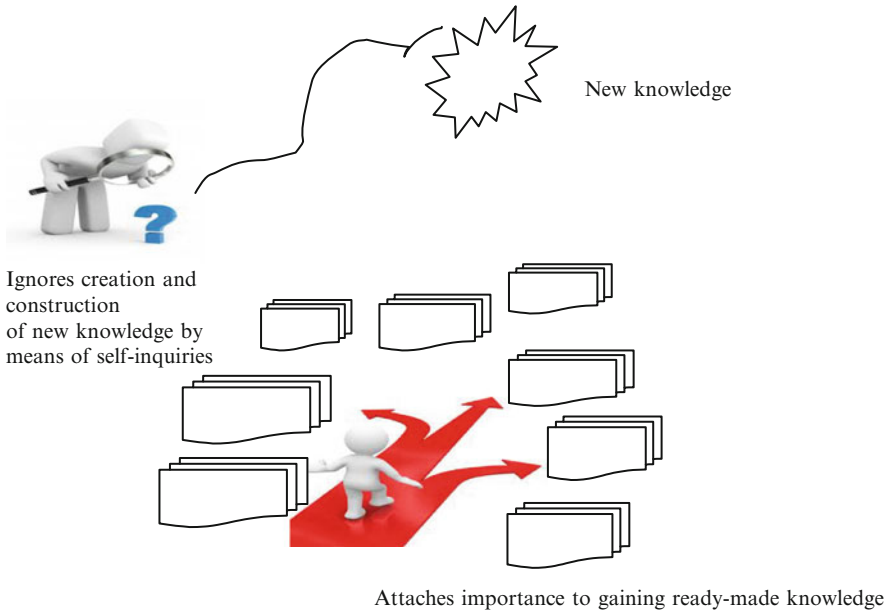 New knowledge
Ignores creation and
construction
of new knowledge by
means of self-inquiries
Attaches importance to gaining ready-made knowledge